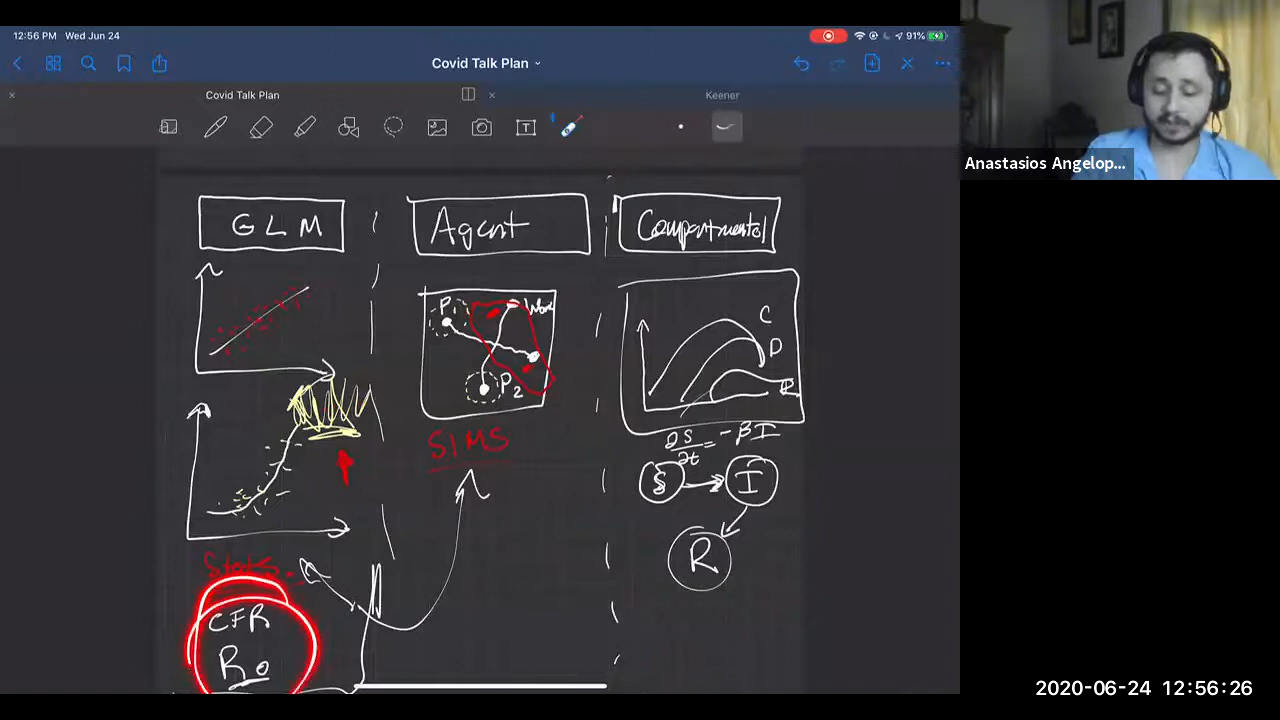 12:56 PM Wed Jun 24
91%
Covid Talk Plan
Covid Talk Plan
Keener
T
Anastasios Angelop...
GLM
Agent
Compartmental
P
Work
P2
C
D
R
SIMS
∂S/∂t = -βI
S
I
R
Stats.
CFR
R0
2020-06-24 12:56:26